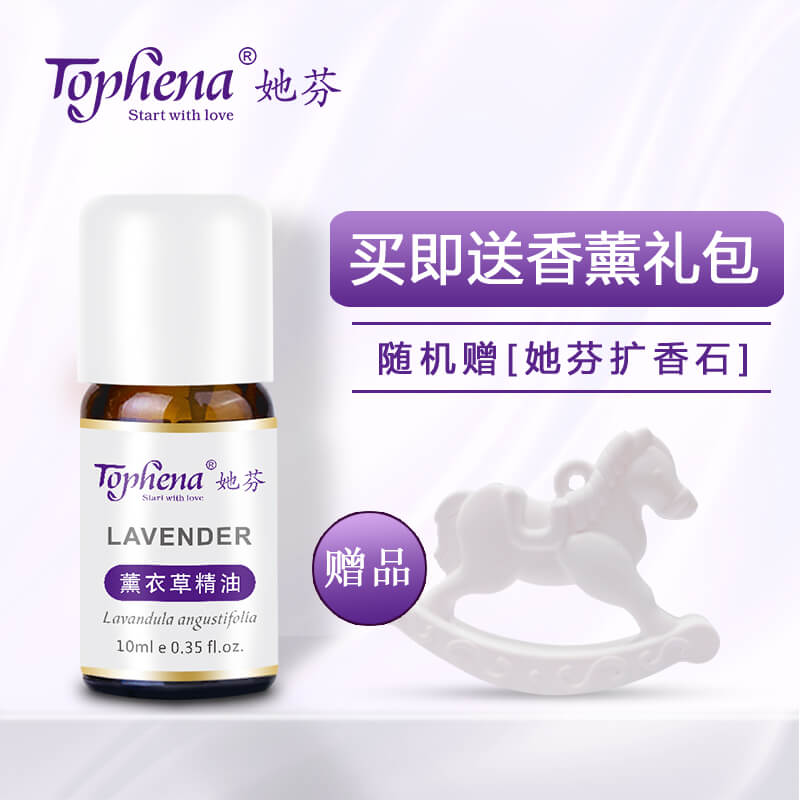 Tophena® 她芬
Start with love
买即送香薰礼包
随机赠[她芬扩香石]
Tophena® 她芬
Start with love
LAVENDER
薰衣草精油
Lavandula angustifolia
10ml e 0.35 fl.oz.
赠品